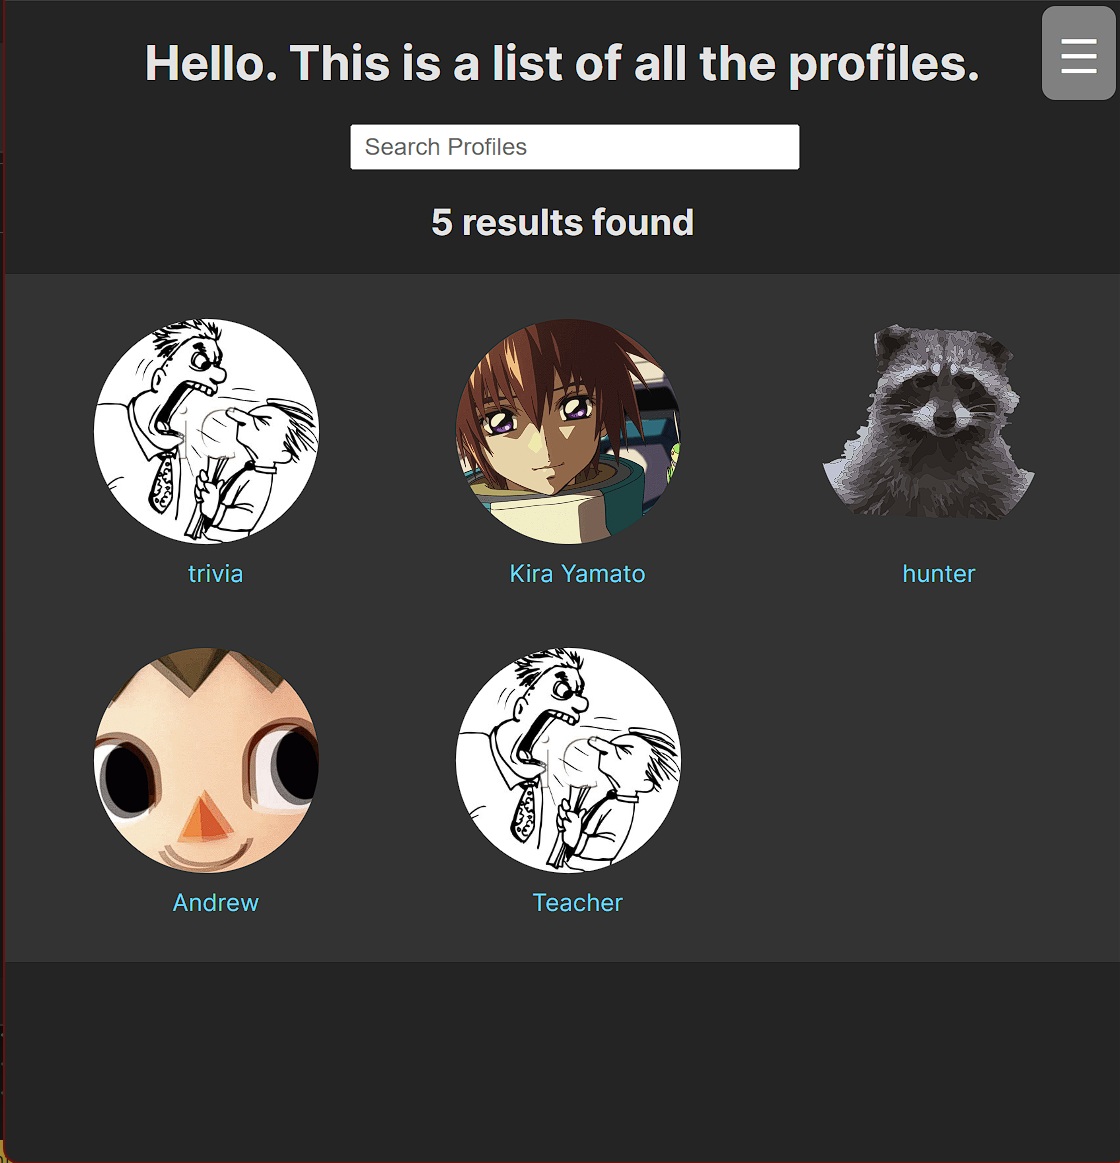 Hello. This is a list of all the profiles.
Search Profiles
5 results found
trivia
Kira Yamato
hunter
Andrew
Teacher